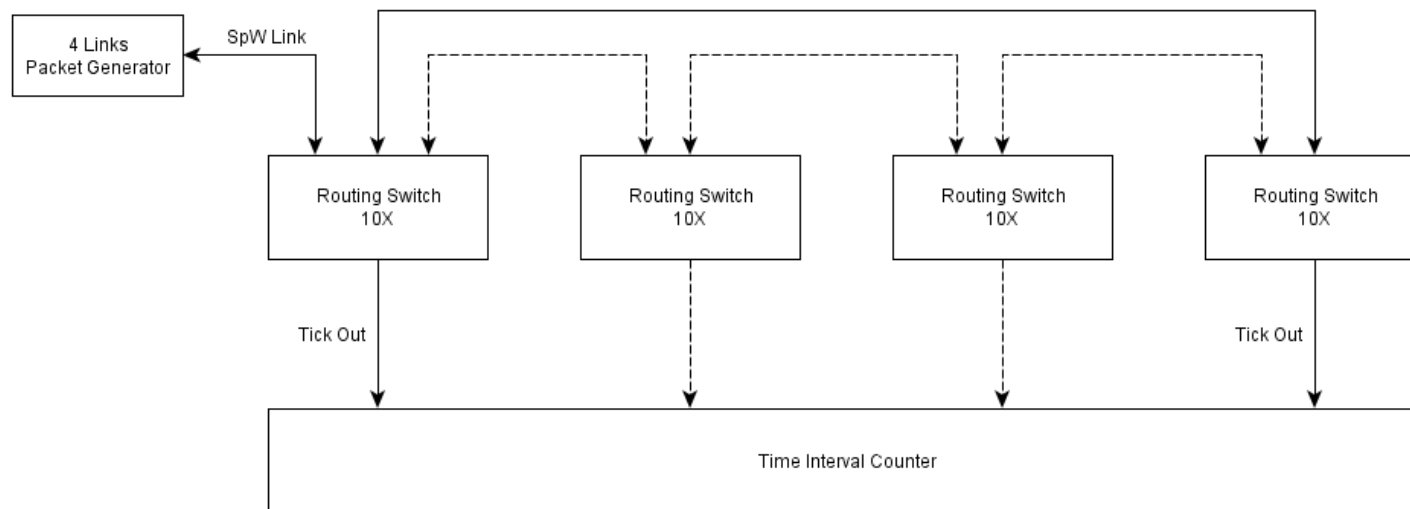 4 Links
Packet Generator
SpW Link
Routing Switch
10X
Routing Switch
10X
Routing Switch
10X
Routing Switch
10X
Tick Out
Tick Out
Time Interval Counter